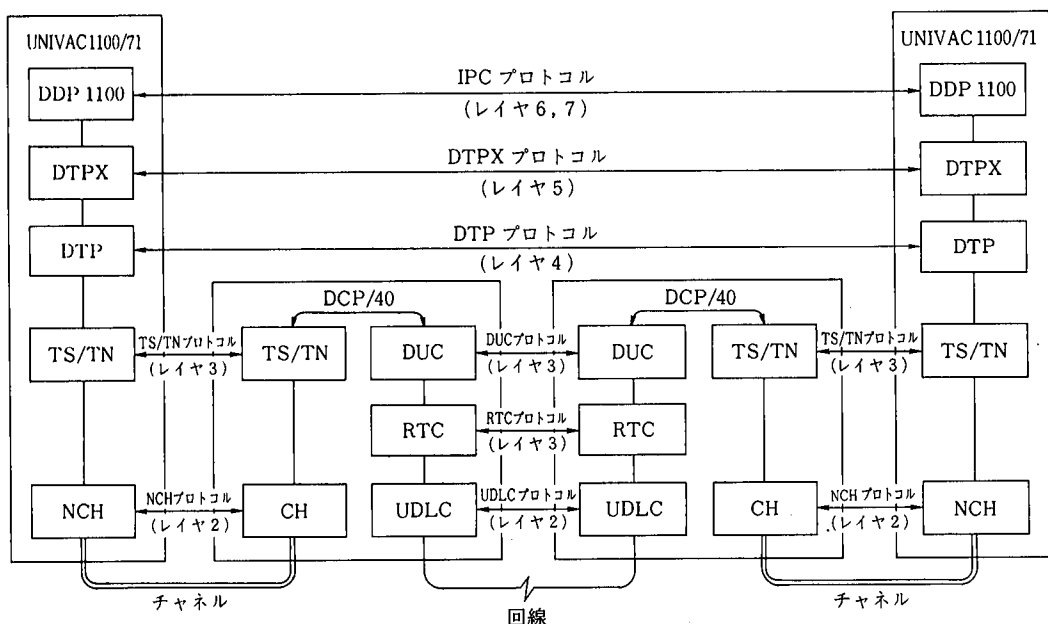 UNIVAC1100/71
UNIVAC1100/71
DDP 1100
IPC プロトコル
(レイヤ6, 7)
DDP 1100
DTPX
DTPX プロトコル
(レイヤ5)
DTPX
DTP
DTP プロトコル
(レイヤ4)
DTP
DCP/40
DCP/40
TS/TN
TS/TNプロトコル
(レイヤ3)
TS/TN
DUC
DUCプロトコル
(レイヤ3)
DUC
TS/TN
TS/TNプロトコル
(レイヤ3)
TS/TN
RTC
RTCプロトコル
(レイヤ3)
RTC
NCH
NCHプロトコル
(レイヤ2)
CH
UDLC
UDLCプロトコル
(レイヤ2)
UDLC
CH
NCHプロトコル
(レイヤ2)
NCH
チャネル
回線
チャネル